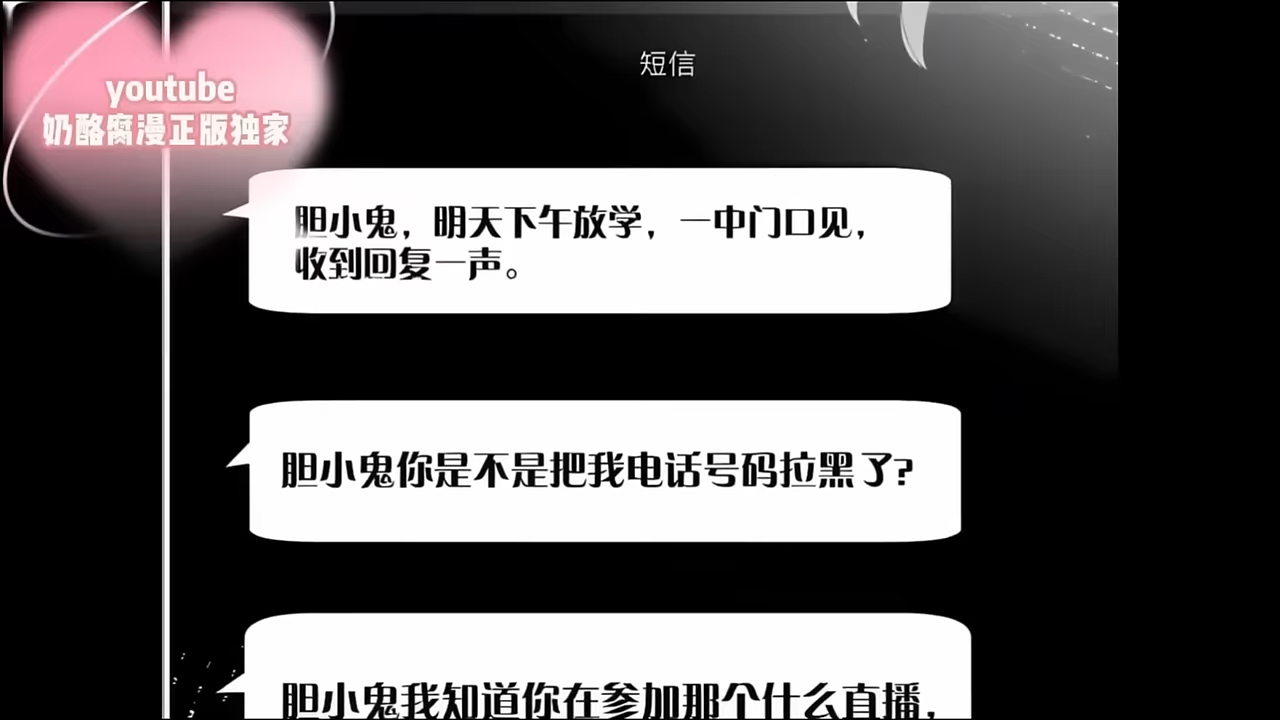 短信
youtube
奶酪腐漫正版独家
胆小鬼，明天下午放学，一中门口见，
收到回复一声。
胆小鬼你是不是把我电话号码拉黑了？
胆小鬼我知道你在参加那个什么直播，